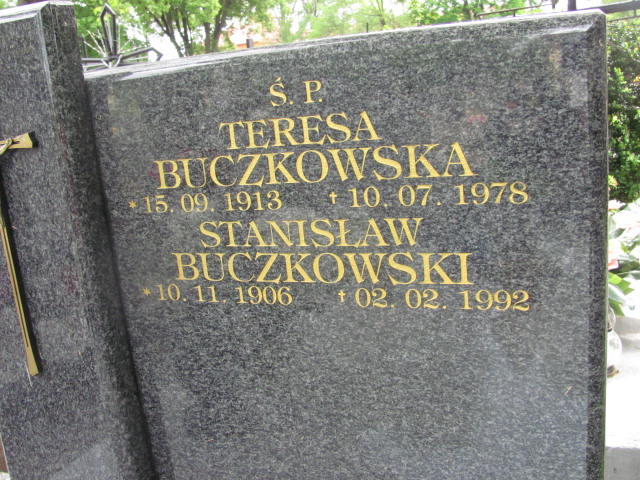 Ś. P.
TERESA
BUCZKOWSKA
* 15. 09. 1913 † 10. 07. 1978
STANISŁAW
BUCZKOWSKI
* 10. 11. 1906 † 02. 02. 1992